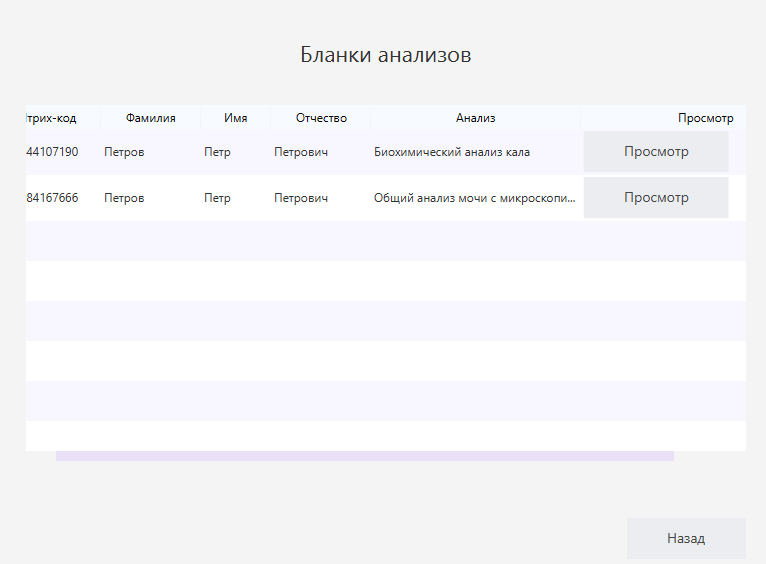 Бланки анализов
трих-код Фамилия Имя Отчество Анализ Просмотр
44107190 Петров Петр Петрович Биохимический анализ кала Просмотр
84167666 Петров Петр Петрович Общий анализ мочи с микроскопи... Просмотр
Назад